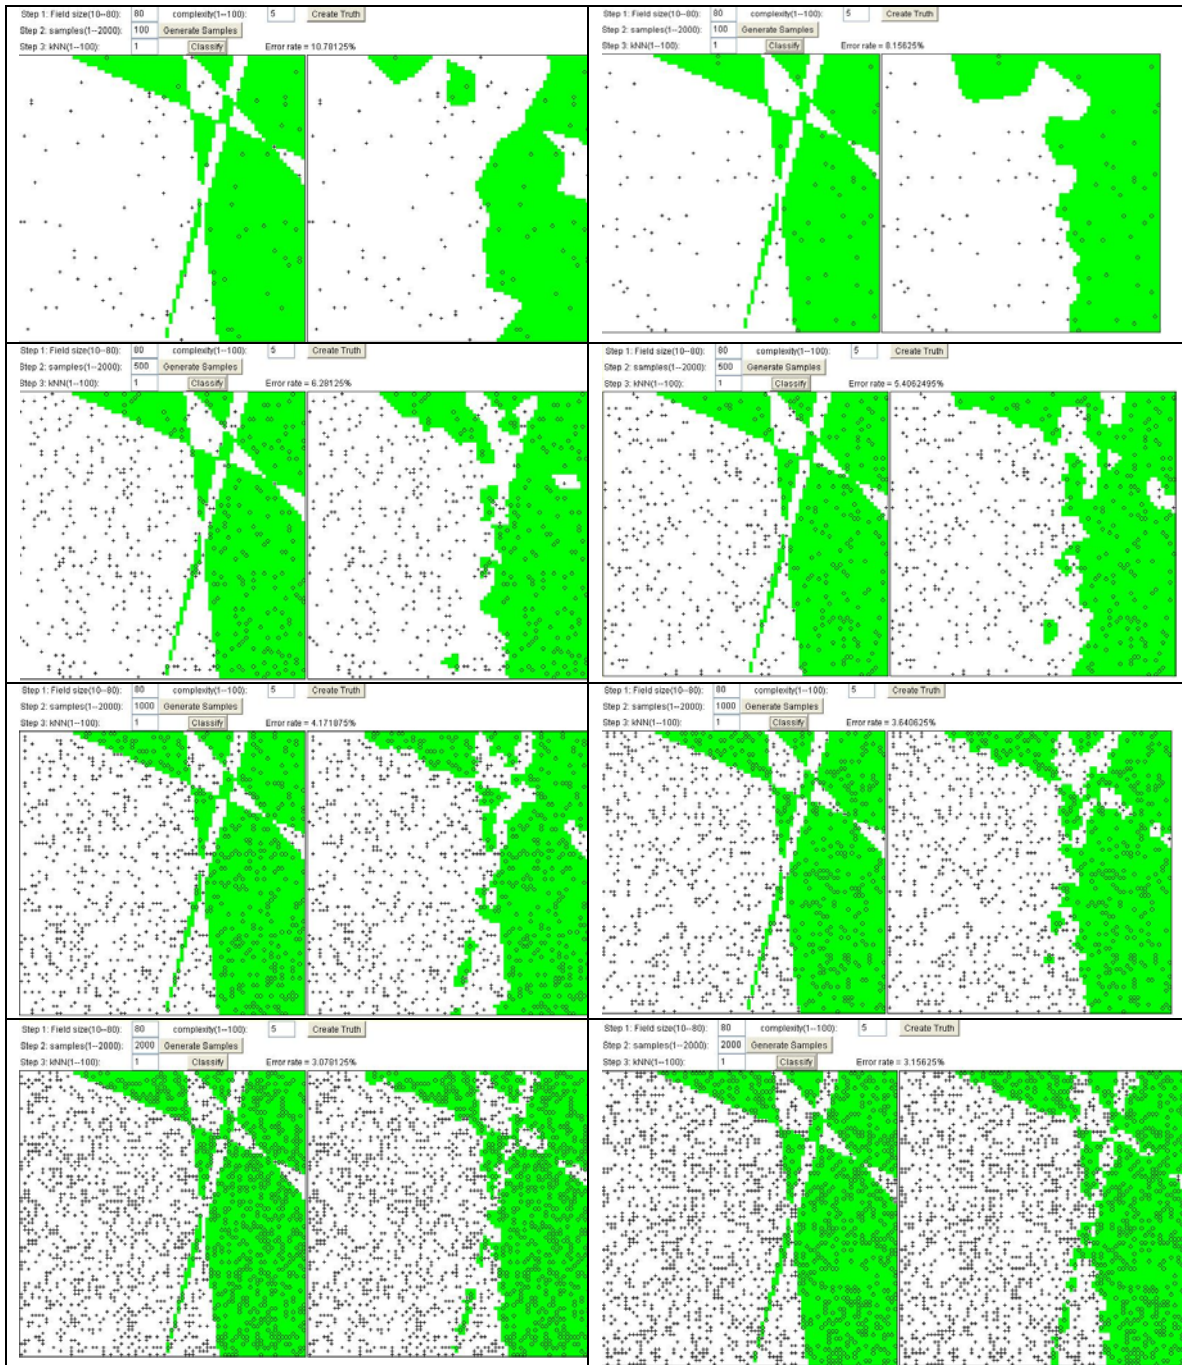 Step 1: Field size(10--80): 80 complexity(1--100): 5 Create Truth
Step 2: samples(1--2000): 100 Generate Samples
Step 3: kNN(1--100): 1 Classify Error rate = 10.78125%
Step 1: Field size(10--80): 80 complexity(1--100): 5 Create Truth
Step 2: samples(1--2000): 100 Generate Samples
Step 3: kNN(1--100): 1 Classify Error rate = 8.15625%
Step 1: Field size(10--80): 80 complexity(1--100): 5 Create Truth
Step 2: samples(1--2000): 500 Generate Samples
Step 3: kNN(1--100): 1 Classify Error rate = 6.28125%
Step 1: Field size(10--80): 80 complexity(1--100): 5 Create Truth
Step 2: samples(1--2000): 500 Generate Samples
Step 3: kNN(1--100): 1 Classify Error rate = 5.4062495%
Step 1: Field size(10--80): 80 complexity(1--100): 5 Create Truth
Step 2: samples(1--2000): 1000 Generate Samples
Step 3: kNN(1--100): 1 Classify Error rate = 4.171875%
Step 1: Field size(10--80): 80 complexity(1--100): 5 Create Truth
Step 2: samples(1--2000): 1000 Generate Samples
Step 3: kNN(1--100): 1 Classify Error rate = 3.640625%
Step 1: Field size(10--80): 80 complexity(1--100): 5 Create Truth
Step 2: samples(1--2000): 2000 Generate Samples
Step 3: kNN(1--100): 1 Classify Error rate = 3.078125%
Step 1: Field size(10--80): 80 complexity(1--100): 5 Create Truth
Step 2: samples(1--2000): 2000 Generate Samples
Step 3: kNN(1--100): 1 Classify Error rate = 3.15625%